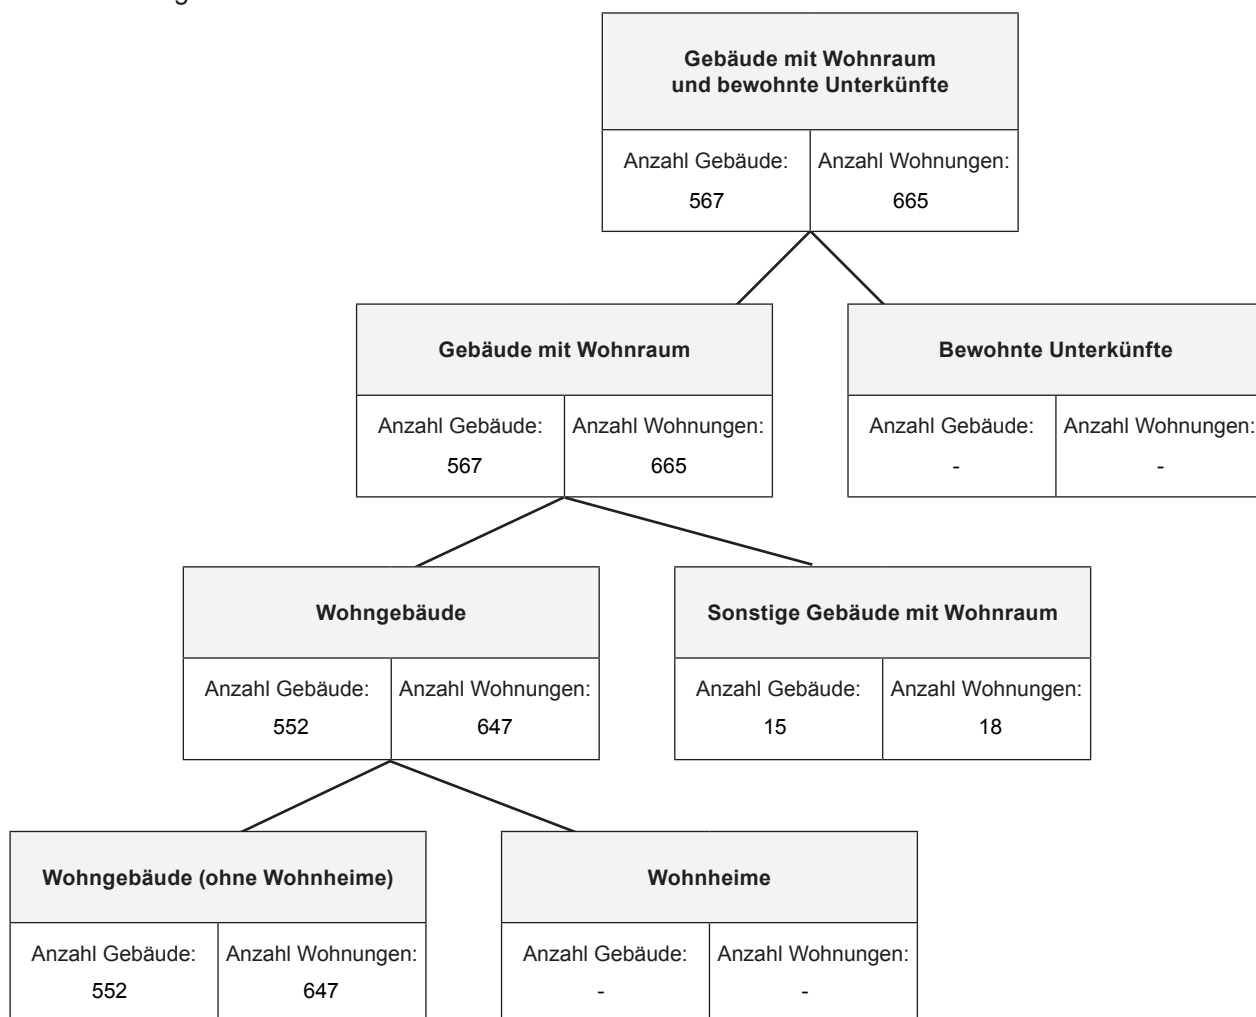 Gebäude mit Wohnraum
und bewohnte Unterkünfte
Anzahl Gebäude: Anzahl Wohnungen:
567 665
Gebäude mit Wohnraum
Anzahl Gebäude: Anzahl Wohnungen:
567 665
Bewohnte Unterkünfte
Anzahl Gebäude: Anzahl Wohnungen:
- -
Wohngebäude
Anzahl Gebäude: Anzahl Wohnungen:
552 647
Sonstige Gebäude mit Wohnraum
Anzahl Gebäude: Anzahl Wohnungen:
15 18
Wohngebäude (ohne Wohnheime)
Anzahl Gebäude: Anzahl Wohnungen:
552 647
Wohnheime
Anzahl Gebäude: Anzahl Wohnungen:
- -